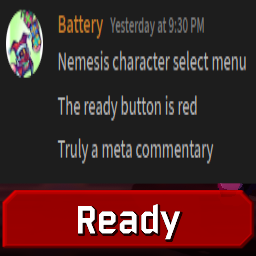 Battery Yesterday at 9:30 PM
Nemesis character select menu
The ready button is red
Truly a meta commentary
Ready